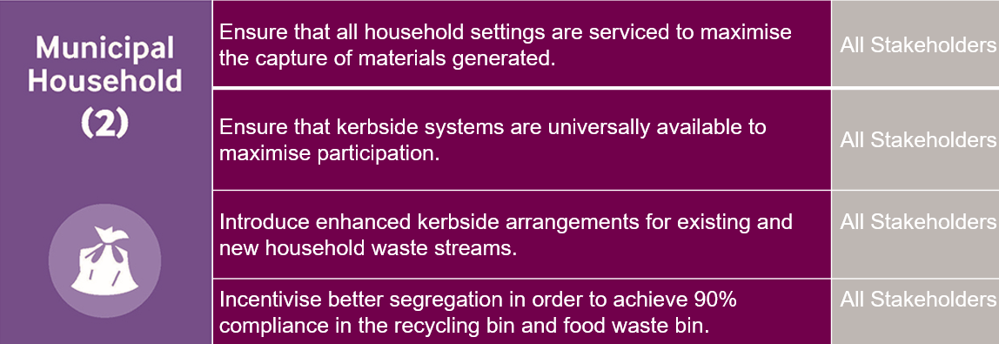 Municipal
Household
(2)
Ensure that all household settings are serviced to maximise
the capture of materials generated.
All Stakeholders
Ensure that kerbside systems are universally available to
maximise participation.
All Stakeholders
Introduce enhanced kerbside arrangements for existing and
new household waste streams.
All Stakeholders
Incentivise better segregation in order to achieve 90%
compliance in the recycling bin and food waste bin.
All Stakeholders